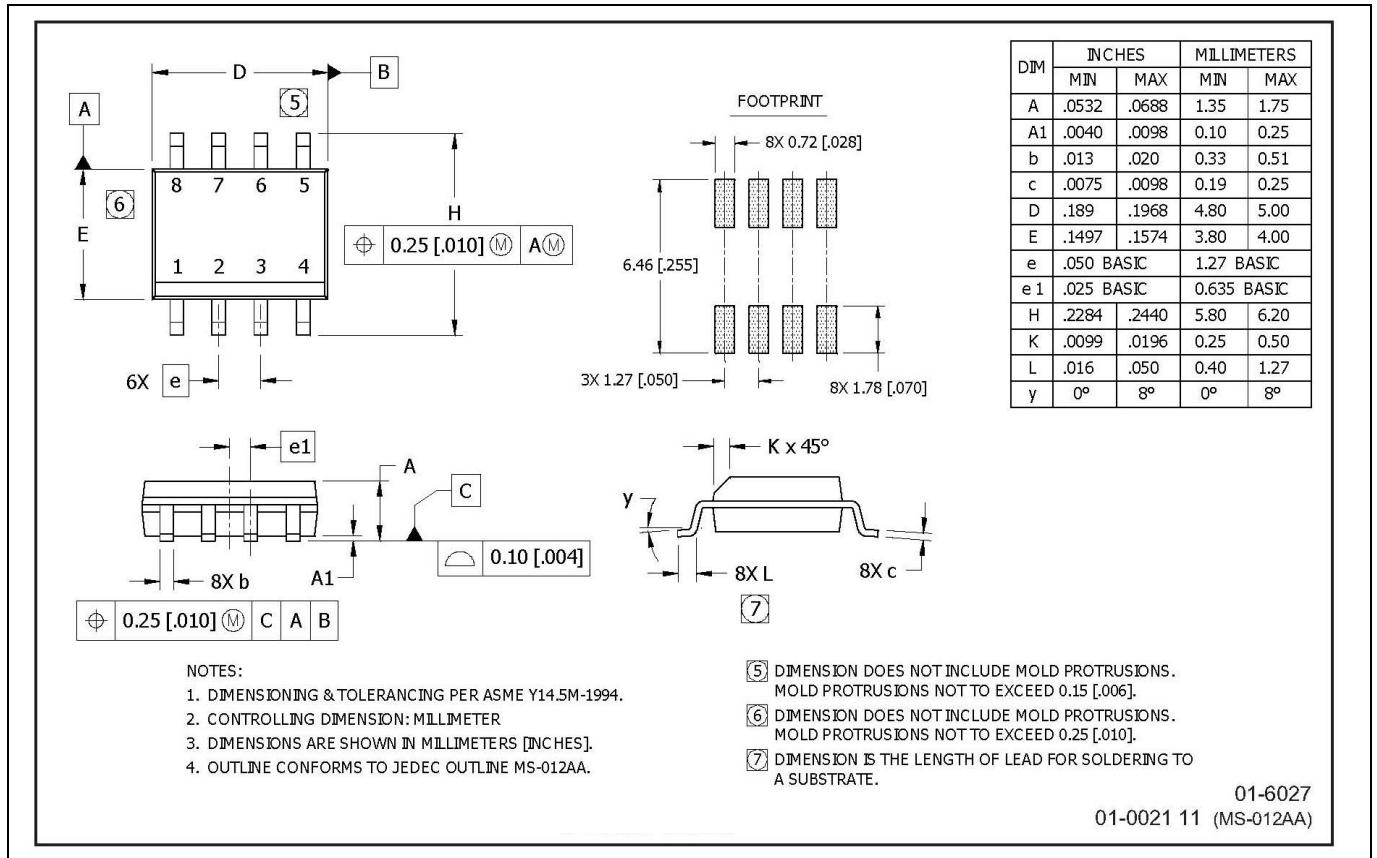 D
B
5
A
8 7 6 5
6
E
H
⌖ 0.25 [.010] Ⓜ AⓂ
1 2 3 4
6X e
FOOTPRINT
8X 0.72 [.028]
6.46 [.255]
3X 1.27 [.050]
8X 1.78 [.070]
DIM INCHES MILLIMETERS
MIN MAX MIN MAX
A .0532 .0688 1.35 1.75
A1 .0040 .0098 0.10 0.25
b .013 .020 0.33 0.51
c .0075 .0098 0.19 0.25
D .189 .1968 4.80 5.00
E .1497 .1574 3.80 4.00
e .050 BASIC 1.27 BASIC
e 1 .025 BASIC 0.635 BASIC
H .2284 .2440 5.80 6.20
K .0099 .0196 0.25 0.50
L .016 .050 0.40 1.27
y 0° 8° 0° 8°
e1
A
C
0.10 [.004]
8X b
A1
⌖ 0.25 [.010] Ⓜ C A B
K x 45°
y
8X L
8X c
7
NOTES:
1. DIMENSIONING & TOLERANCING PER ASME Y14.5M-1994.
2. CONTROLLING DIMENSION: MILLIMETER
3. DIMENSIONS ARE SHOWN IN MILLIMETERS [INCHES].
4. OUTLINE CONFORMS TO JEDEC OUTLINE MS-012AA.
5 DIMENSION DOES NOT INCLUDE MOLD PROTRUSIONS.
MOLD PROTRUSIONS NOT TO EXCEED 0.15 [.006].
6 DIMENSION DOES NOT INCLUDE MOLD PROTRUSIONS.
MOLD PROTRUSIONS NOT TO EXCEED 0.25 [.010].
7 DIMENSION IS THE LENGTH OF LEAD FOR SOLDERING TO
A SUBSTRATE.
01-6027
01-0021 11 (MS-012AA)